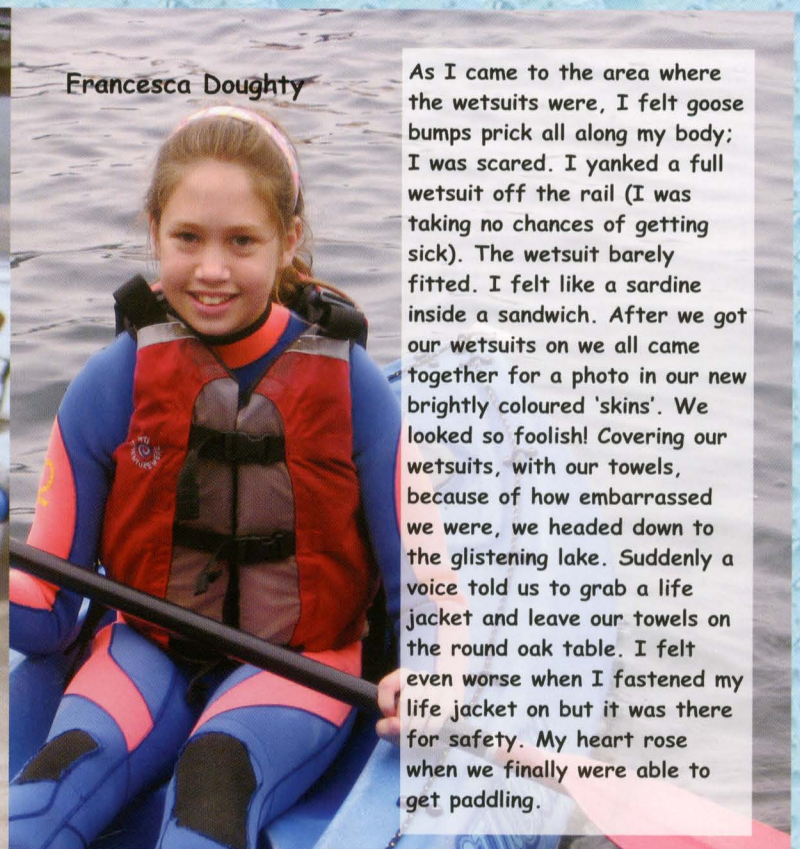 Francesca Doughty
As I came to the area where
the wetsuits were, I felt goose
bumps prick all along my body;
I was scared. I yanked a full
wetsuit off the rail (I was
taking no chances of getting
sick). The wetsuit barely
fitted. I felt like a sardine
inside a sandwich. After we got
our wetsuits on we all came
together for a photo in our new
brightly coloured ‘skins’. We
looked so foolish! Covering our
wetsuits, with our towels,
because of how embarrassed
we were, we headed down to
the glistening lake. Suddenly a
voice told us to grab a life
jacket and leave our towels on
the round oak table. I felt
even worse when I fastened my
life jacket on but it was there
for safety. My heart rose
when we finally were able to
get paddling.